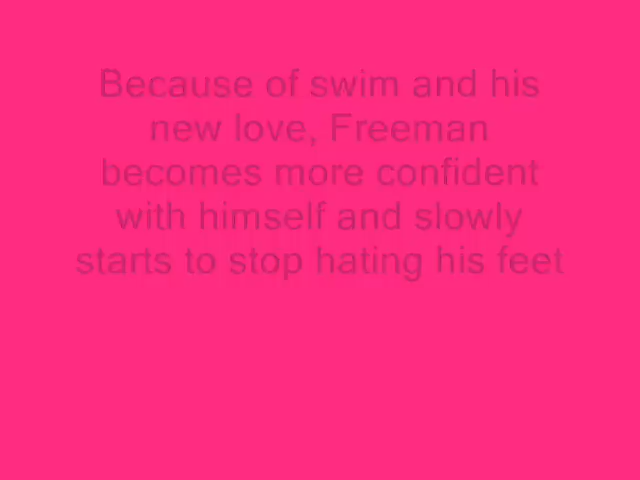 Because of swim and his
new love, Freeman
becomes more confident
with himself and slowly
starts to stop hating his feet